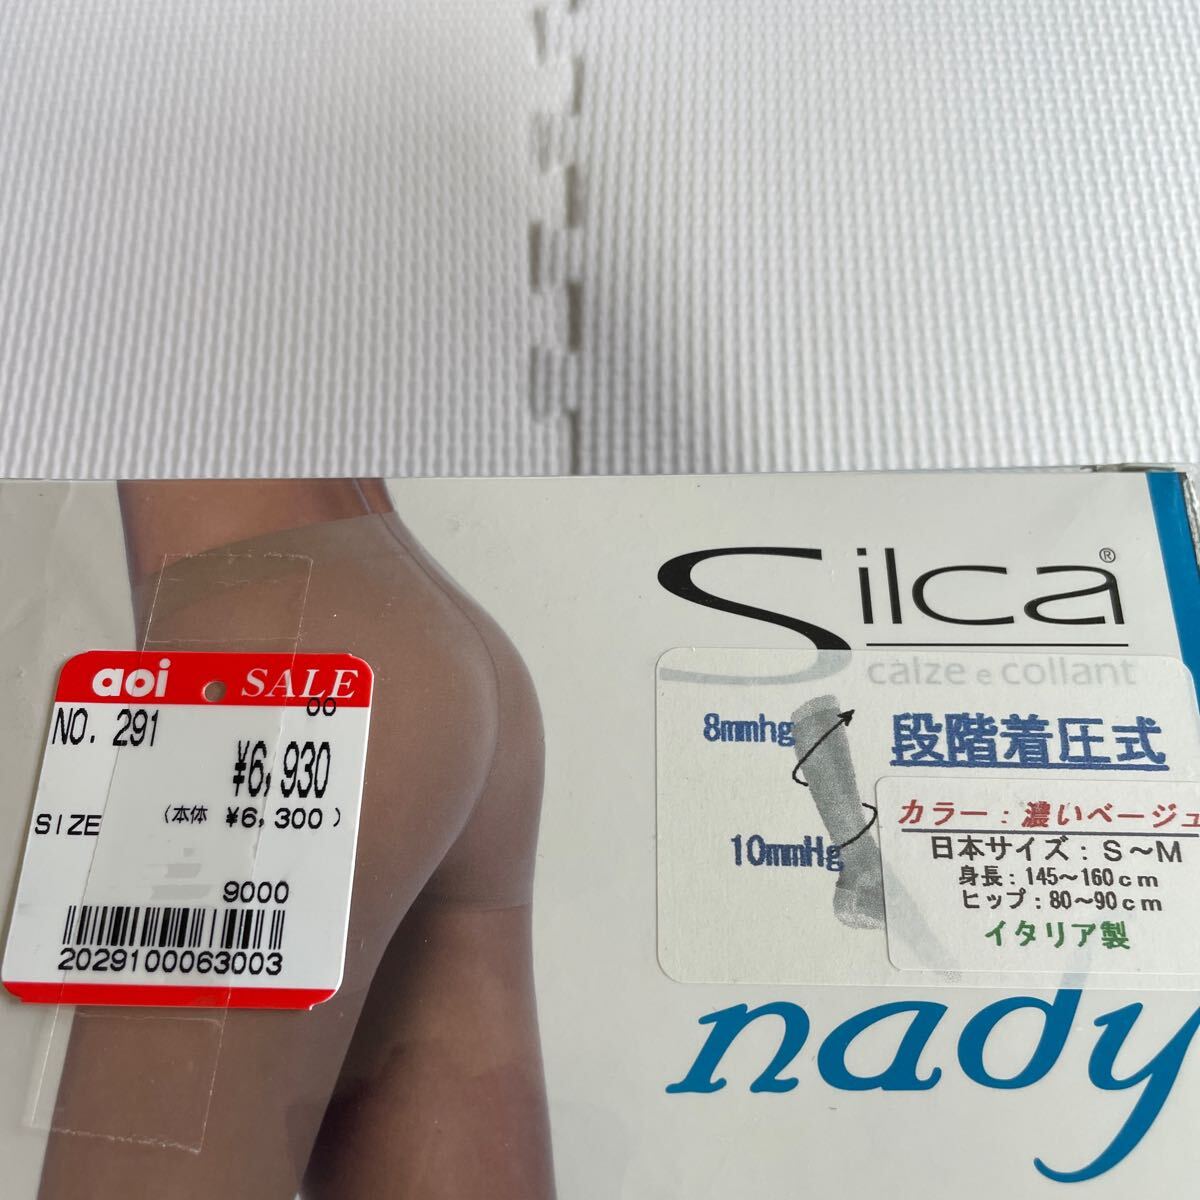 Silca®
calze e collant
aoi SALE
00
NO. 291
¥6,930
(本体 ¥6,300)
SIZE
9000
2029100063003
8mmhg
段階着圧式
10mmHg
カラー：濃いベージュ
日本サイズ：S～M
身長：145～160cm
ヒップ：80～90cm
イタリア製
nady